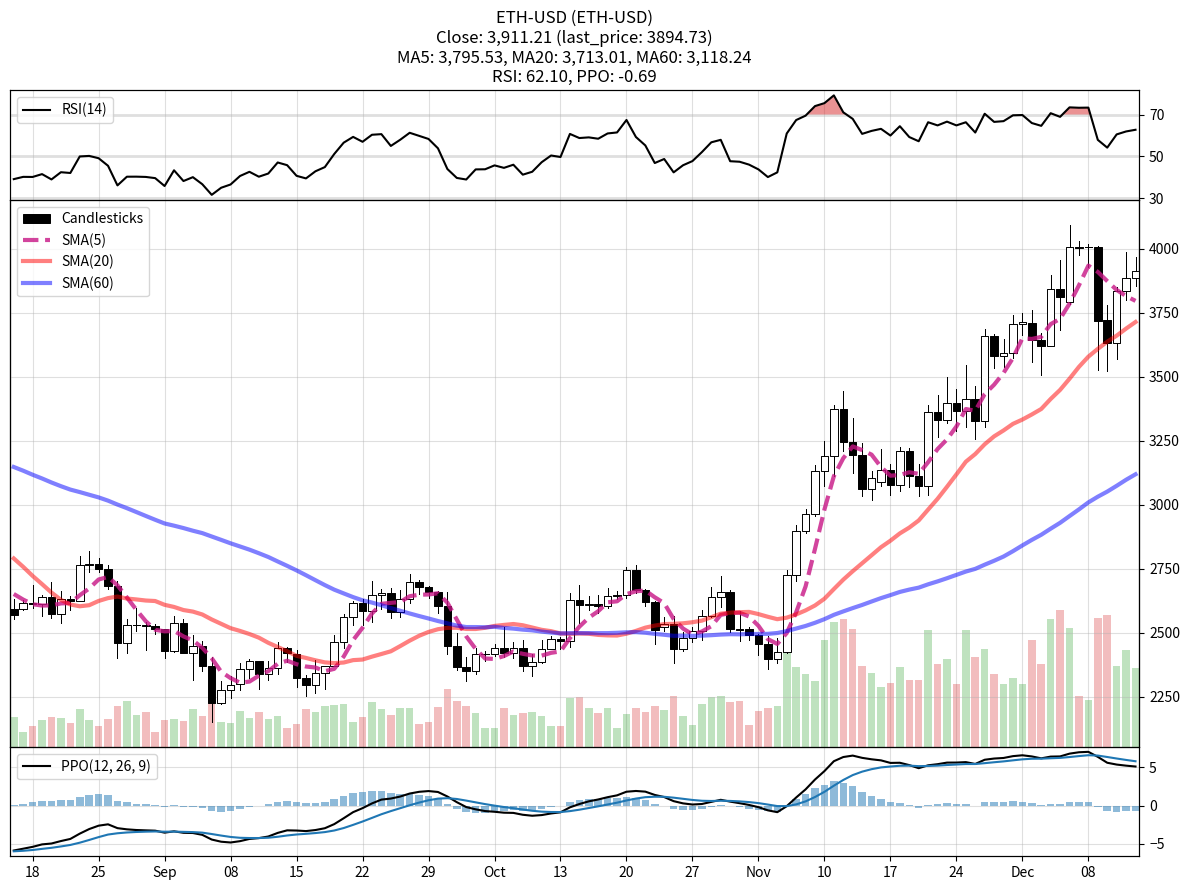 ETH-USD (ETH-USD)
Close: 3,911.21 (last_price: 3894.73)
MA5: 3,795.53, MA20: 3,713.01, MA60: 3,118.24
RSI: 62.10, PPO: -0.69
RSI(14)
70
50
30
Candlesticks
SMA(5)
SMA(20)
SMA(60)
4000
3750
3500
3250
3000
2750
2500
2250
PPO(12, 26, 9)
5
0
−5
18 25 Sep 08 15 22 29 Oct 13 20 27 Nov 10 17 24 Dec 08